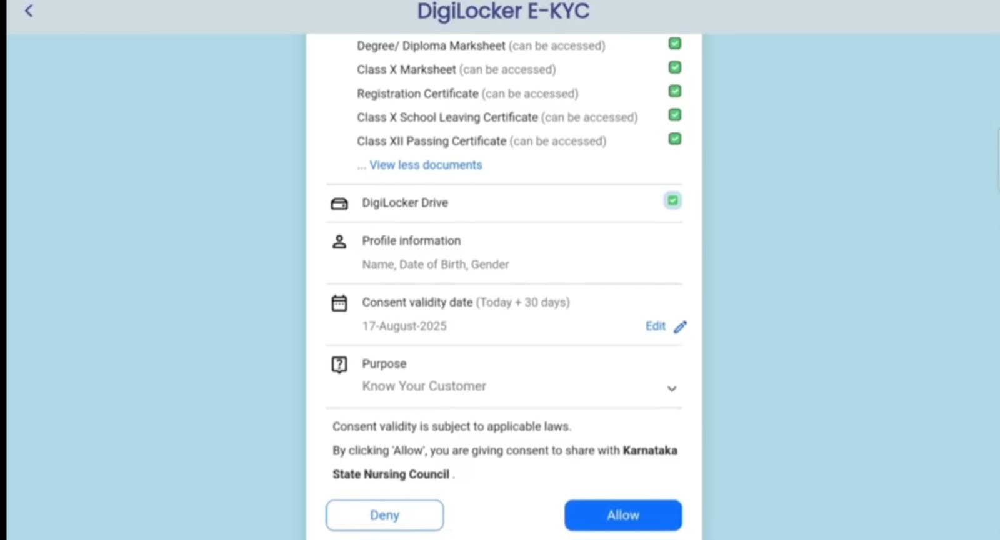 DigiLocker E-KYC
Degree/ Diploma Marksheet (can be accessed)
Class X Marksheet (can be accessed)
Registration Certificate (can be accessed)
Class X School Leaving Certificate (can be accessed)
Class XII Passing Certificate (can be accessed)
... View less documents
DigiLocker Drive
Profile information
Name, Date of Birth, Gender
Consent validity date (Today + 30 days)
17-August-2025 Edit
Purpose
Know Your Customer
Consent validity is subject to applicable laws.
By clicking 'Allow', you are giving consent to share with Karnataka
State Nursing Council .
Deny Allow